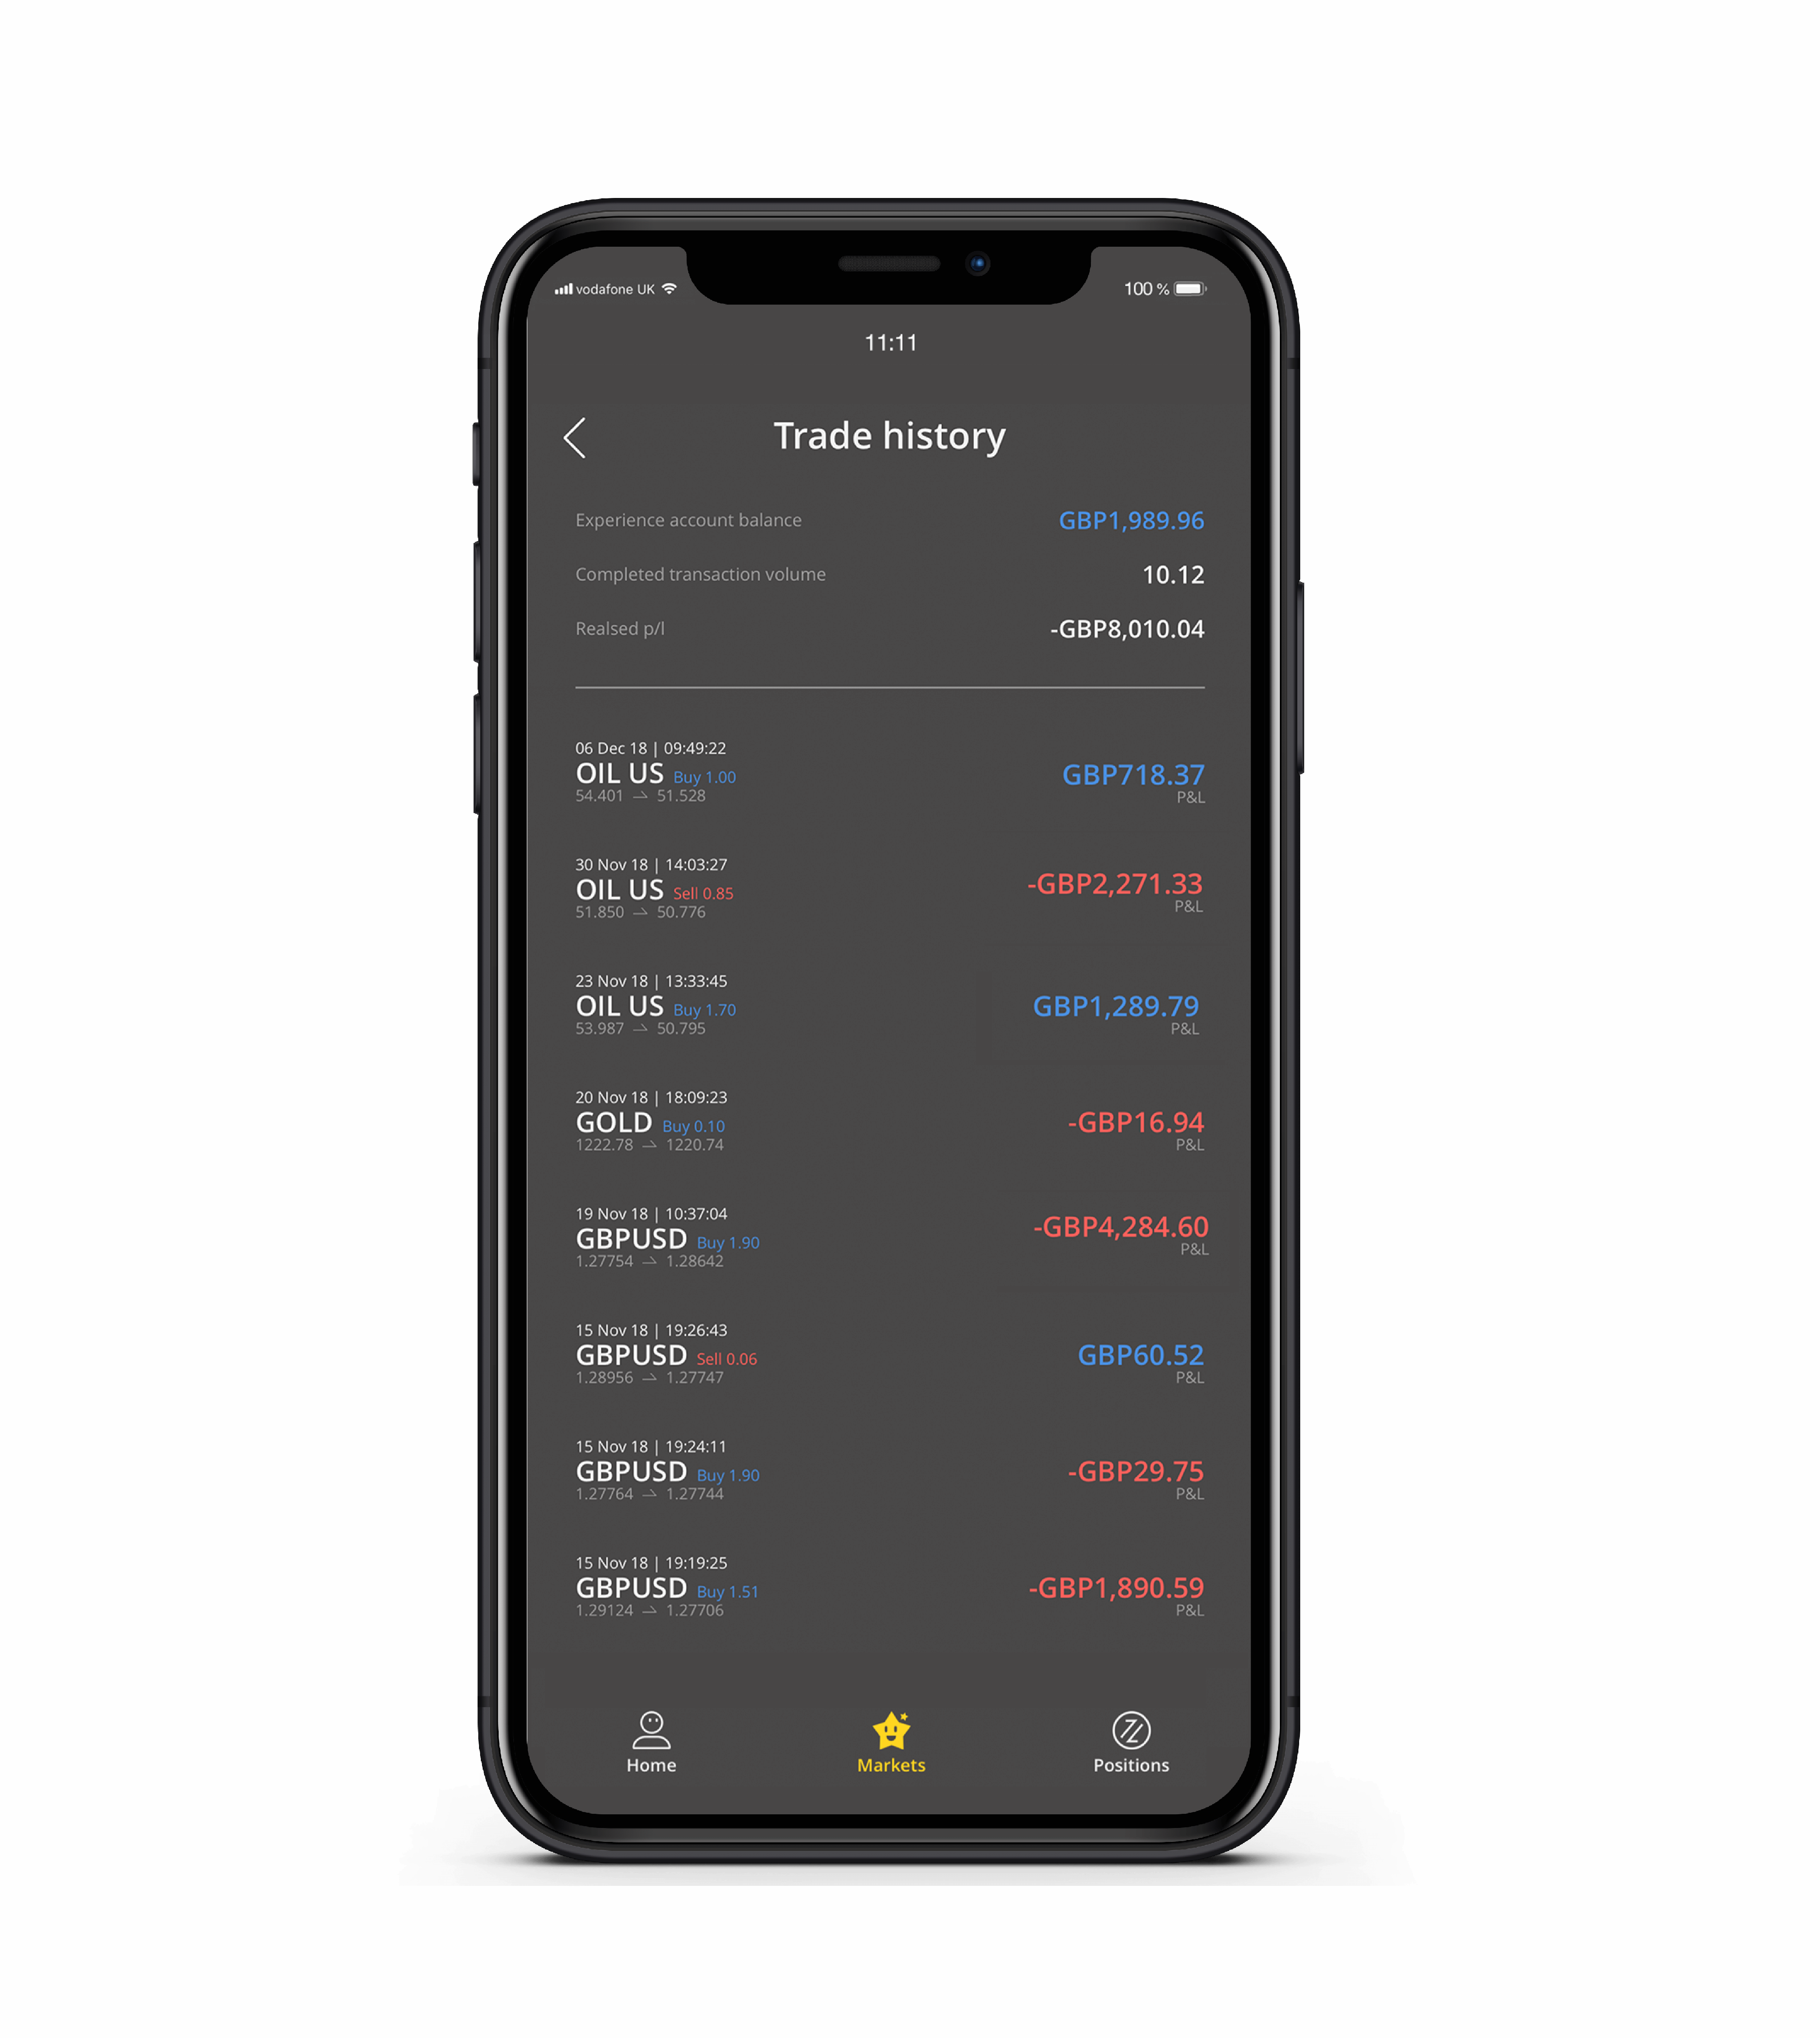 vodafone UK
100 %
11:11
Trade history
Experience account balance GBP1,989.96
Completed transaction volume 10.12
Realsed p/l -GBP8,010.04
06 Dec 18 | 09:49:22
OIL US Buy 1.00 GBP718.37
54.401 → 51.528 P&L
30 Nov 18 | 14:03:27
OIL US Sell 0.85 -GBP2,271.33
51.850 → 50.776 P&L
23 Nov 18 | 13:33:45
OIL US Buy 1.70 GBP1,289.79
53.987 → 50.795 P&L
20 Nov 18 | 18:09:23
GOLD Buy 0.10 -GBP16.94
1222.78 → 1220.74 P&L
19 Nov 18 | 10:37:04
GBPUSD Buy 1.90 -GBP4,284.60
1.27754 → 1.28642 P&L
15 Nov 18 | 19:26:43
GBPUSD Sell 0.06 GBP60.52
1.28956 → 1.27747 P&L
15 Nov 18 | 19:24:11
GBPUSD Buy 1.90 -GBP29.75
1.27764 → 1.27744 P&L
15 Nov 18 | 19:19:25
GBPUSD Buy 1.51 -GBP1,890.59
1.29124 → 1.27706 P&L
Home Markets Positions